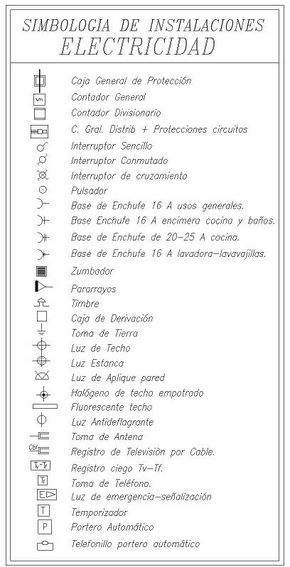 SIMBOLOGIA DE INSTALACIONES
ELECTRICIDAD
Caja General de Protección
Contador General
Contador Divisionario
C. Gral. Distrib + Protecciones circuitos
Interruptor Sencillo
Interruptor Conmutado
Interruptor de cruzamiento
Pulsador
Base de Enchufe 16 A usos generales.
Base Enchufe 16 A encimera cocina y baños.
Base de Enchufe de 20-25 A cocina.
Base de Enchufe 16 A lavadora-lavavajillas.
Zumbador
Pararrayos
Timbre
Caja de Derivación
Toma de Tierra
Luz de Techo
Luz Estanca
Luz de Aplique pared
Halógeno de techo empotrado
Fluorescente techo
Luz Antideflagrante
Toma de Antena
Registro de Televisión por Cable.
Tv-Tf Registro ciego Tv-Tf.
Tf Toma de Teléfono.
E Luz de emergencia-señalización
T Temporizador
P Portero Automático
Telefonillo portero automático